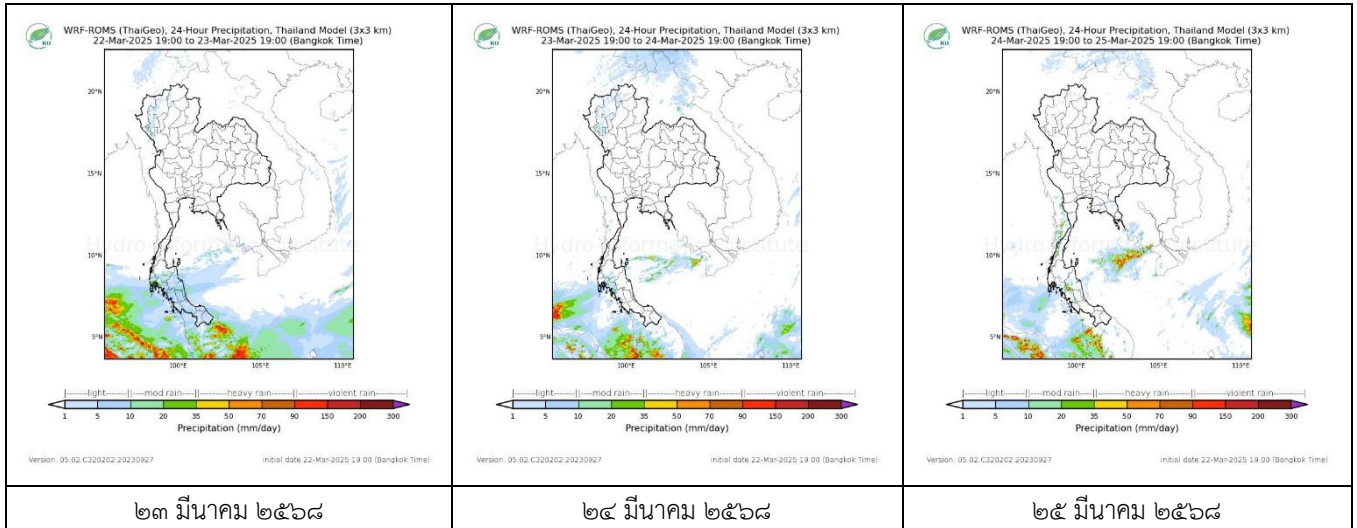 WRF-ROMS (ThaiGeo), 24-Hour Precipitation, Thailand Model (3x3 km)
22-Mar-2025 19:00 to 23-Mar-2025 19:00 (Bangkok Time)
HII
20°N
15°N
10°N
5°N
100°E
105°E
110°E
Hydro-Informatics Institute
light mod rain heavy rain violent rain
1 5 10 20 35 50 70 90 150 200 300
Precipitation (mm/day)
Version: 05.02.C320202.20230927
initial date 22-Mar-2025 19:00 (Bangkok Time)
๒๓ มีนาคม ๒๕๖๘
WRF-ROMS (ThaiGeo), 24-Hour Precipitation, Thailand Model (3x3 km)
23-Mar-2025 19:00 to 24-Mar-2025 19:00 (Bangkok Time)
HII
20°N
15°N
10°N
5°N
100°E
105°E
110°E
Hydro-Informatics Institute
light mod rain heavy rain violent rain
1 5 10 20 35 50 70 90 150 200 300
Precipitation (mm/day)
Version: 05.02.C320202.20230927
initial date 22-Mar-2025 19:00 (Bangkok Time)
๒๔ มีนาคม ๒๕๖๘
WRF-ROMS (ThaiGeo), 24-Hour Precipitation, Thailand Model (3x3 km)
24-Mar-2025 19:00 to 25-Mar-2025 19:00 (Bangkok Time)
HII
20°N
15°N
10°N
5°N
100°E
105°E
110°E
Hydro-Informatics Institute
light mod rain heavy rain violent rain
1 5 10 20 35 50 70 90 150 200 300
Precipitation (mm/day)
Version: 05.02.C320202.20230927
initial date 22-Mar-2025 19:00 (Bangkok Time)
๒๕ มีนาคม ๒๕๖๘